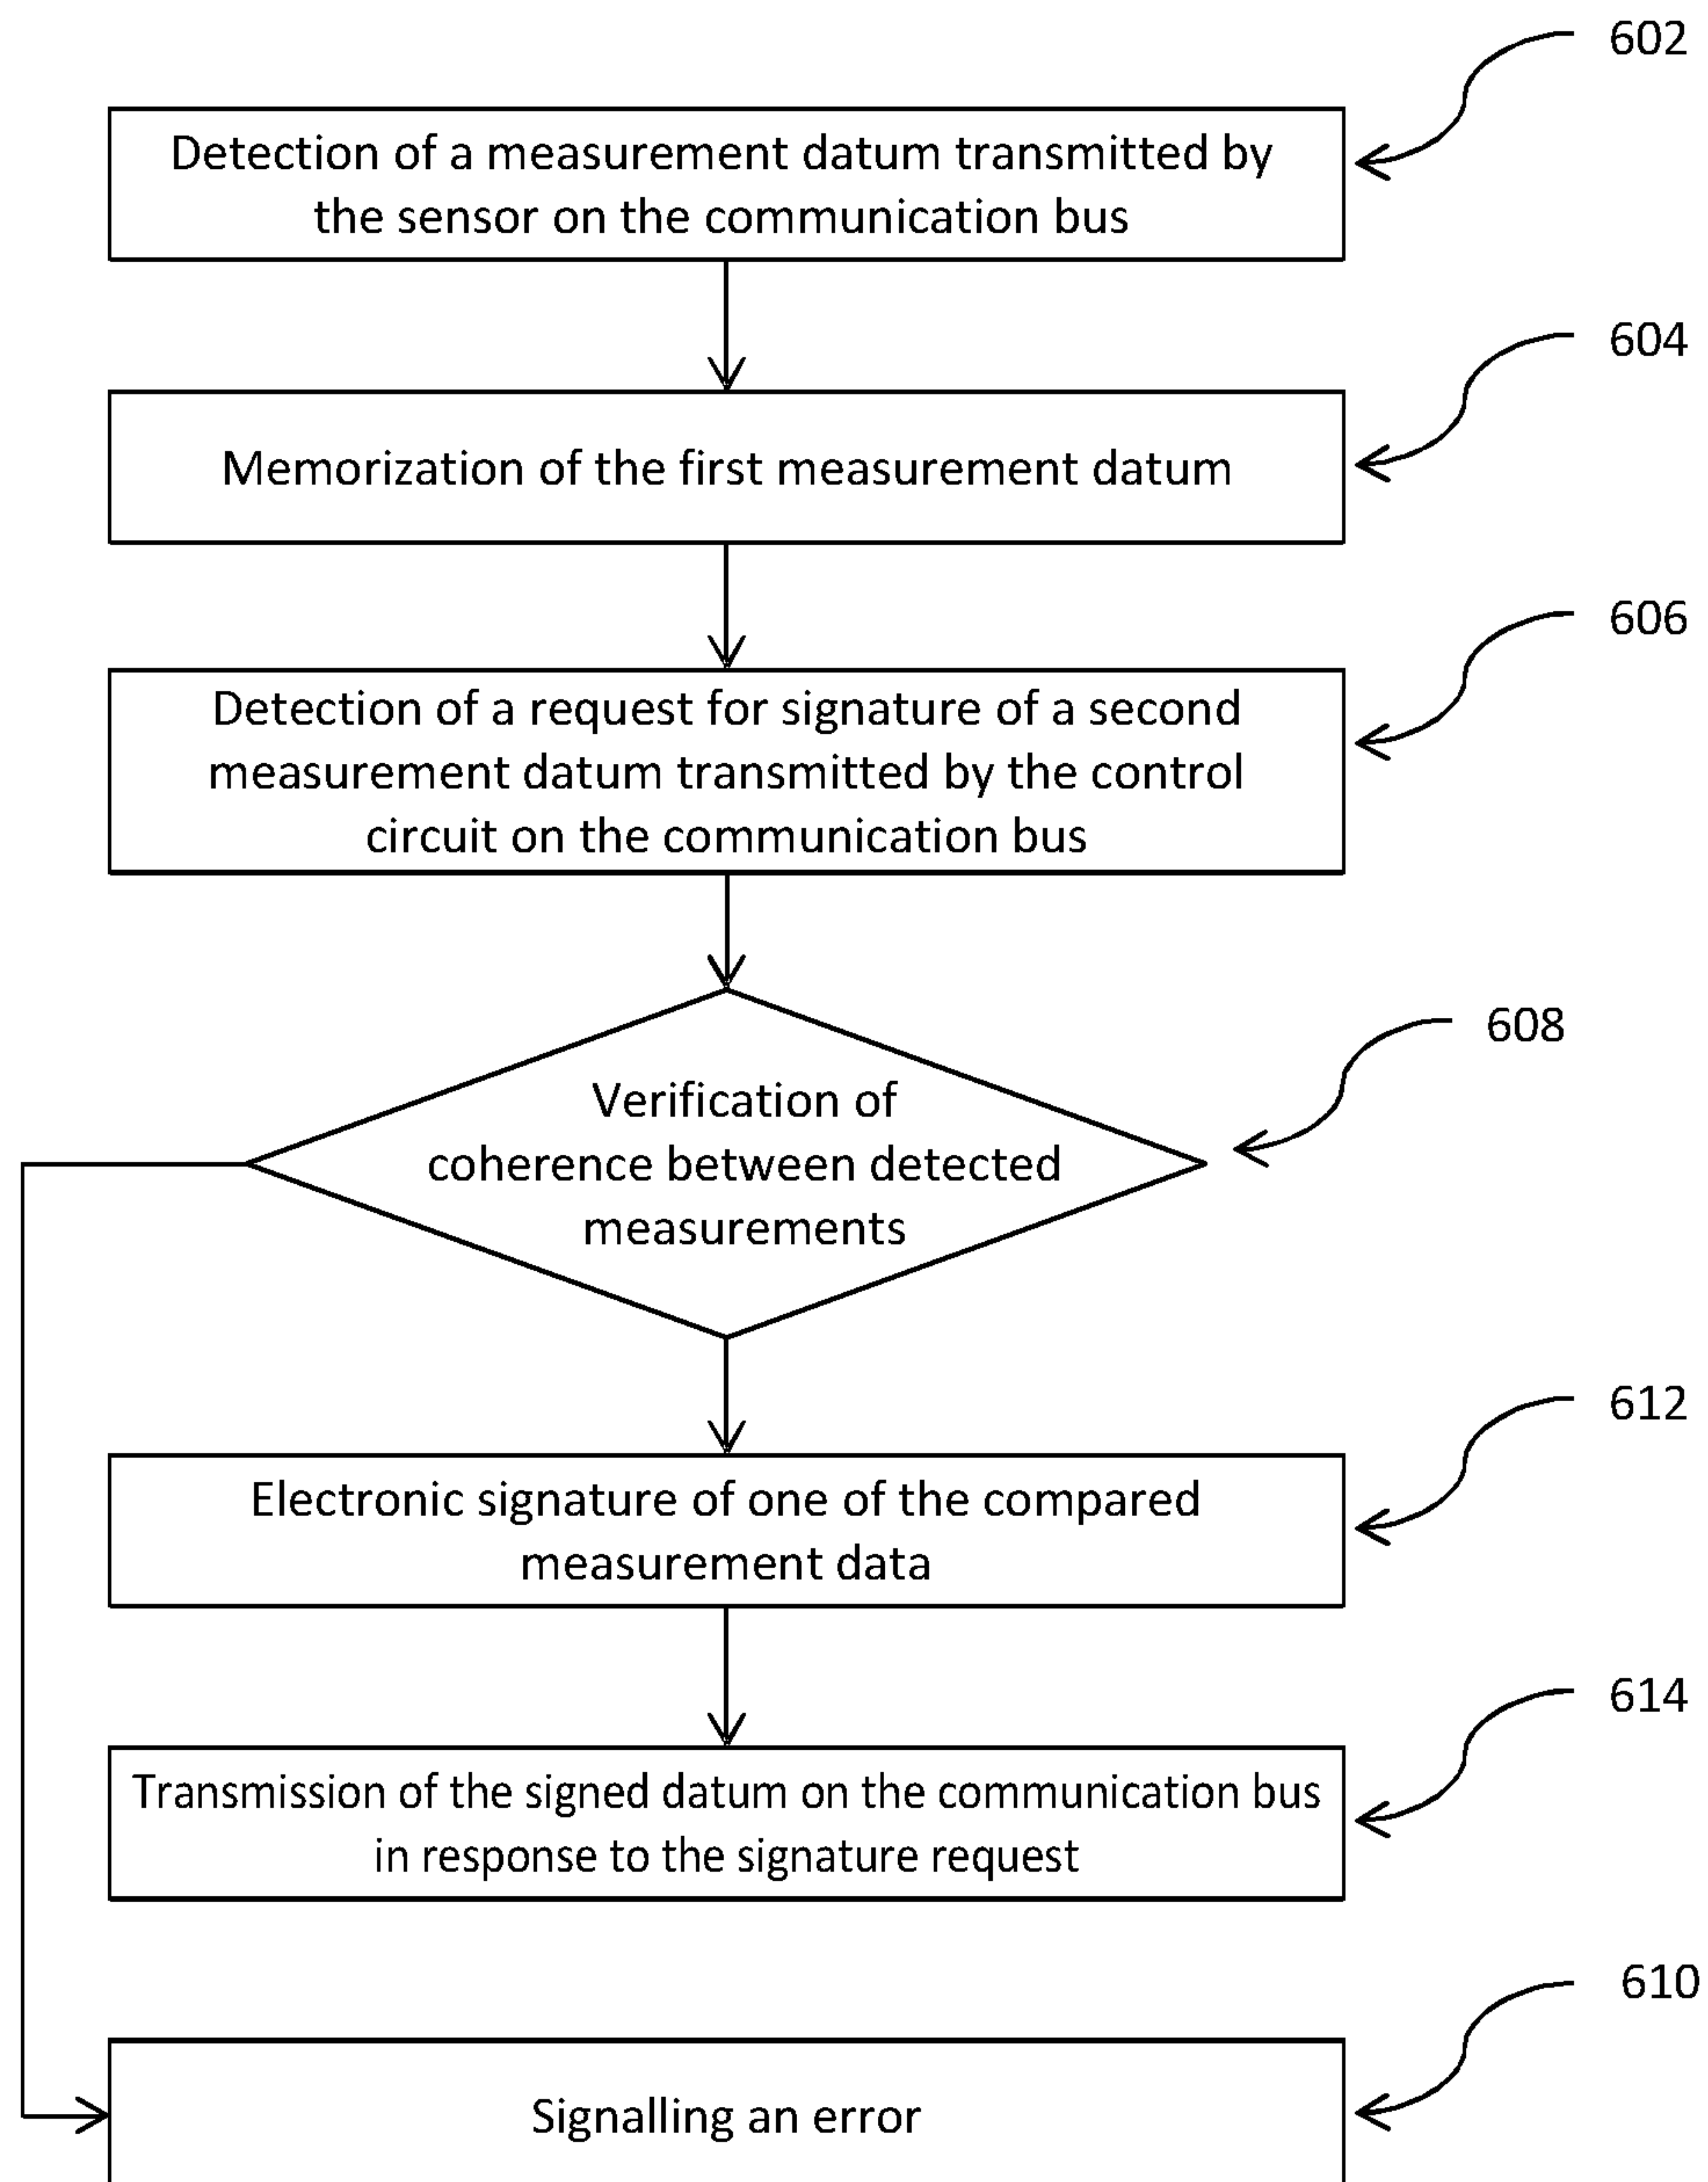 602
Detection of a measurement datum transmitted by
the sensor on the communication bus
604
Memorization of the first measurement datum
606
Detection of a request for signature of a second
measurement datum transmitted by the control
circuit on the communication bus
608
Verification of
coherence between detected
measurements
612
Electronic signature of one of the compared
measurement data
614
Transmission of the signed datum on the communication bus
in response to the signature request
610
Signalling an error